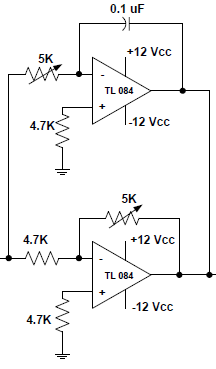 0.1 uF
5K
+12 Vcc
-
TL 084
+
4.7K
-12 Vcc
5K
4.7K
+12 Vcc
-
TL 084
+
4.7K
-12 Vcc